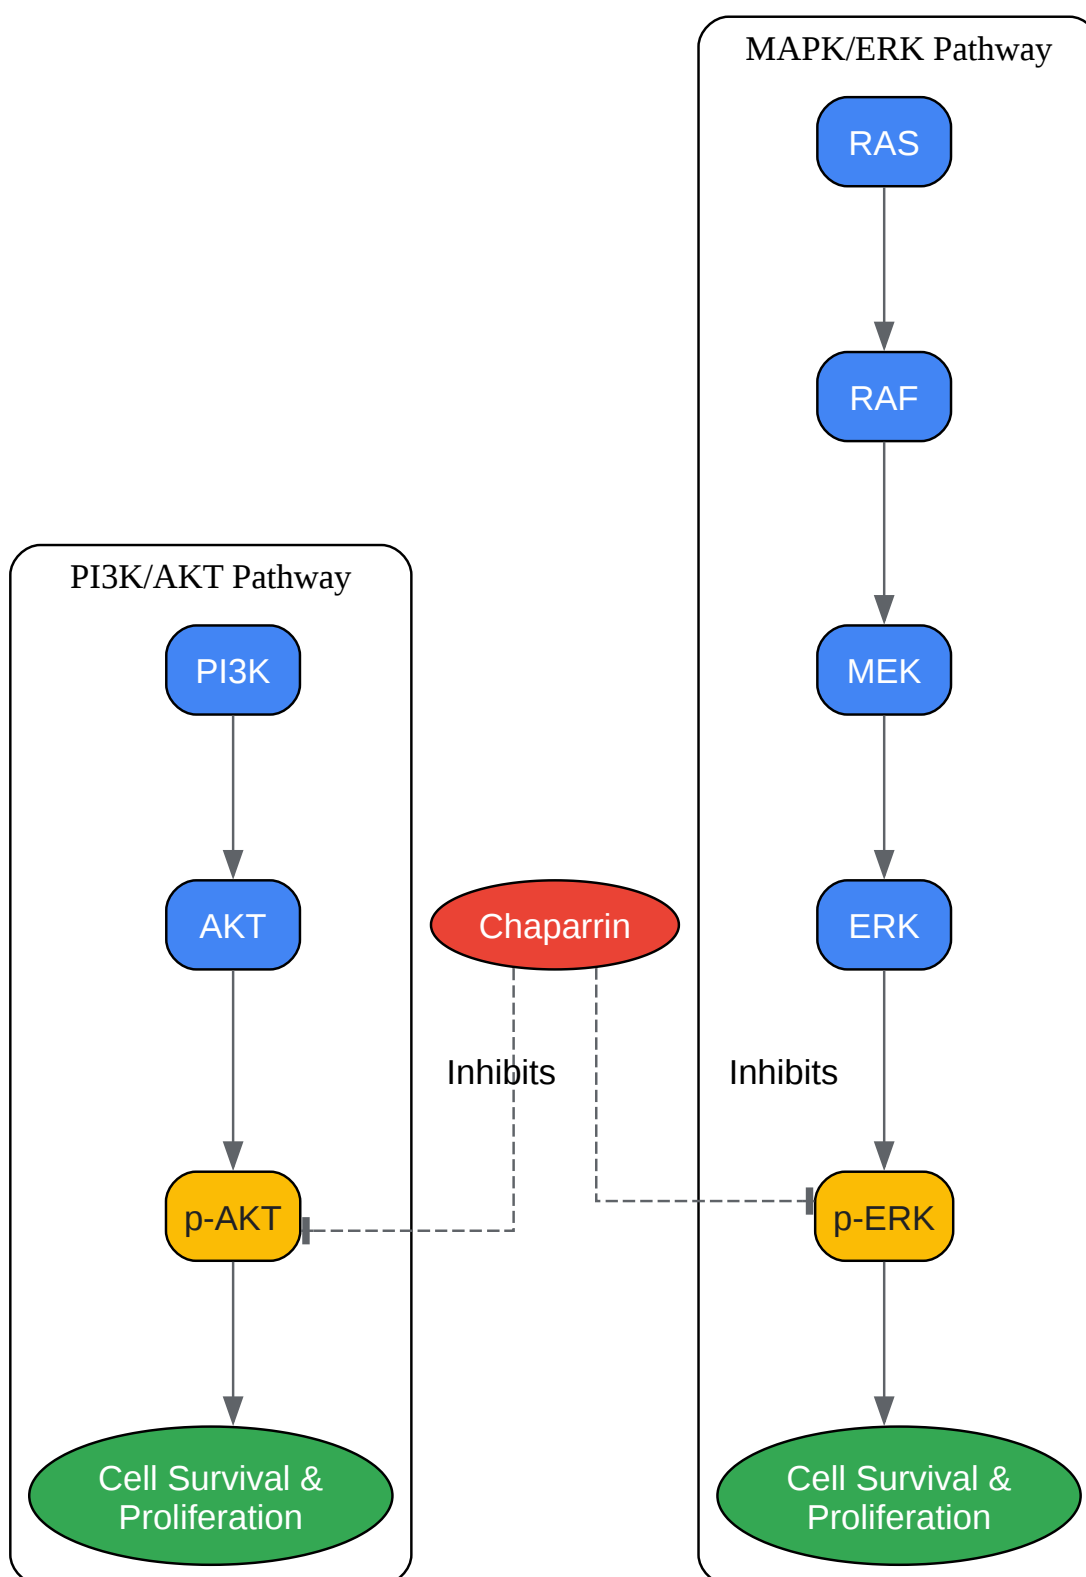 MAPK/ERK Pathway
RAS
RAF
PI3K/AKT Pathway
PI3K
MEK
AKT
Chaparrin
ERK
Inhibits
Inhibits
p-AKT
p-ERK
Cell Survival &
Proliferation
Cell Survival &
Proliferation